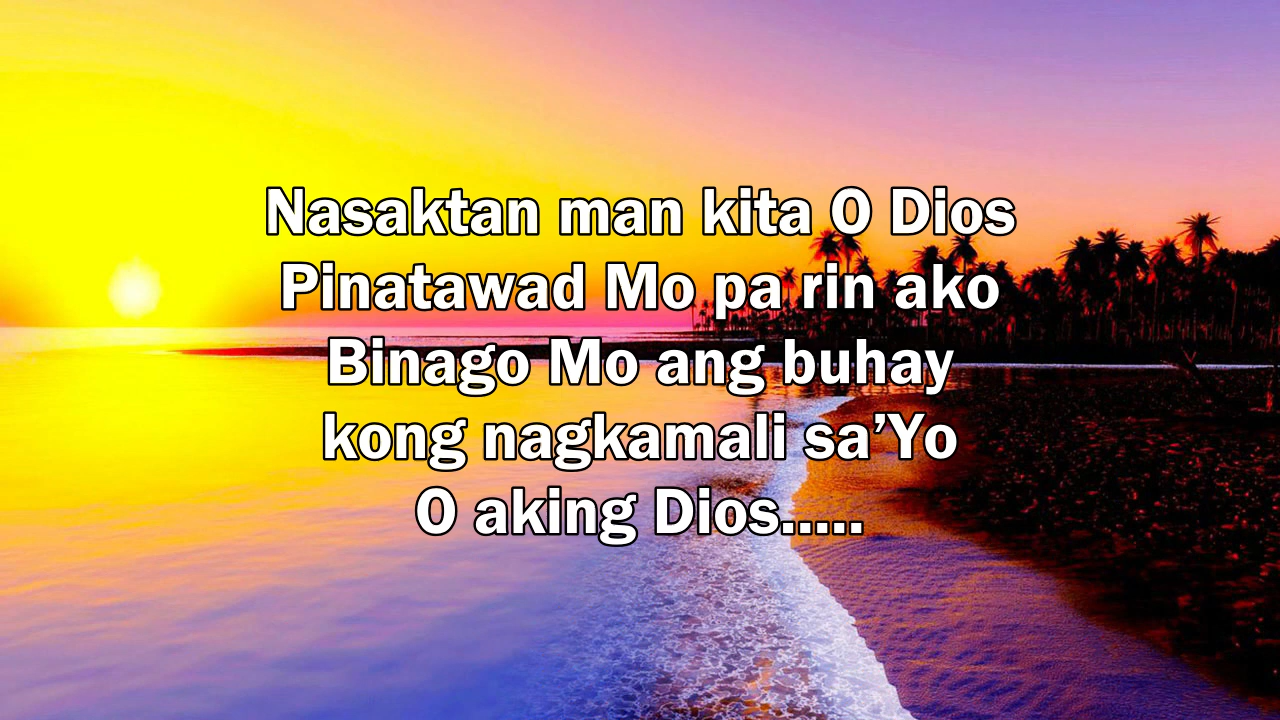 Nasaktan man kita O Dios
Pinatawad Mo pa rin ako
Binago Mo ang buhay
kong nagkamali sa’Yo
O aking Dios.....